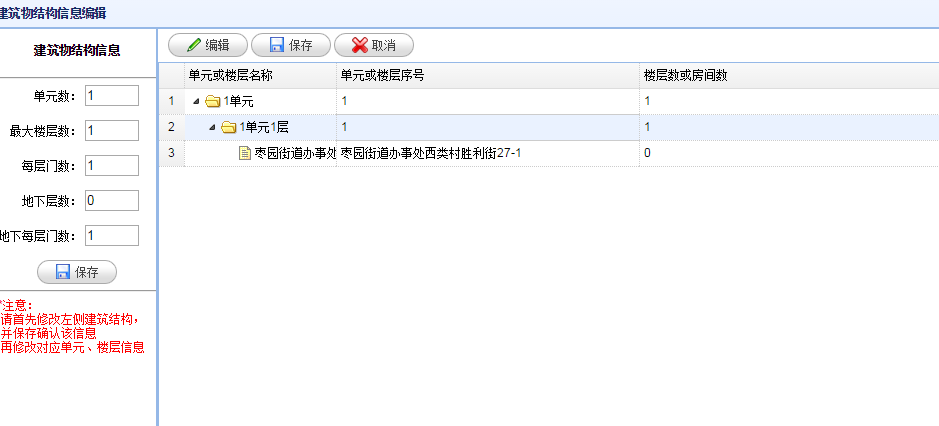 建筑物结构信息编辑
建筑物结构信息
单元数： 1
最大楼层数： 1
每层门数： 1
地下层数： 0
地下每层门数： 1
保存
*注意：
请首先修改左侧建筑结构，
并保存确认该信息
再修改对应单元、楼层信息
编辑 保存 取消
单元或楼层名称 单元或楼层序号 楼层数或房间数
1 1单元 1 1
2 1单元1层 1 1
3 枣园街道办事处 枣园街道办事处西类村胜利街27-1 0